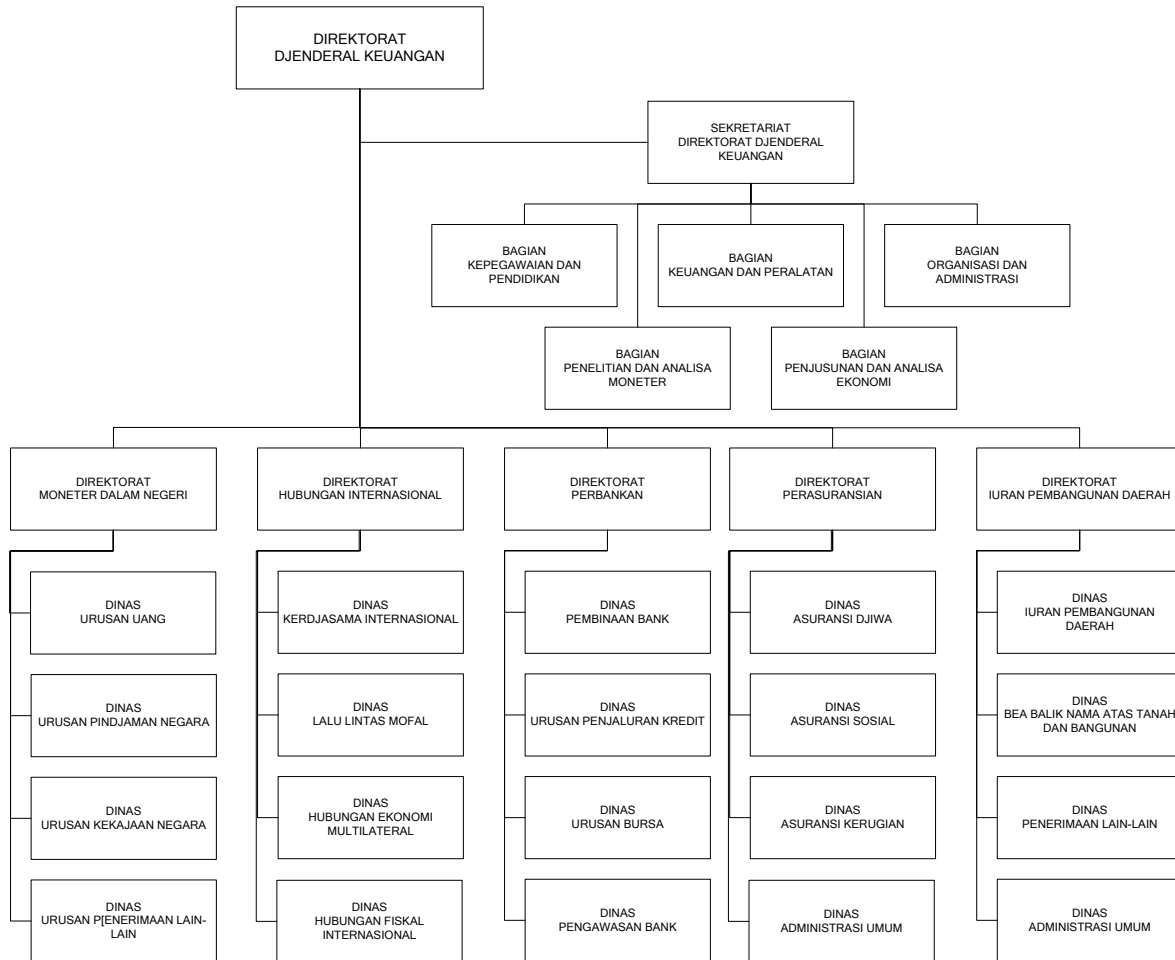 DIREKTORAT
DJENDERAL KEUANGAN
SEKRETARIAT
DIREKTORAT DJENDERAL
KEUANGAN
BAGIAN
KEPEGAWAIAN DAN
PENDIDIKAN
BAGIAN
KEUANGAN DAN PERALATAN
BAGIAN
ORGANISASI DAN
ADMINISTRASI
BAGIAN
PENELITIAN DAN ANALISA
MONETER
BAGIAN
PENJUSUNAN DAN ANALISA
EKONOMI
DIREKTORAT
MONETER DALAM NEGERI
DIREKTORAT
HUBUNGAN INTERNASIONAL
DIREKTORAT
PERBANKAN
DIREKTORAT
PERASURANSIAN
DIREKTORAT
IURAN PEMBANGUNAN DAERAH
DINAS
URUSAN UANG
DINAS
KERDJASAMA INTERNASIONAL
DINAS
PEMBINAAN BANK
DINAS
ASURANSI DJIWA
DINAS
IURAN PEMBANGUNAN
DAERAH
DINAS
URUSAN PINDJAMAN NEGARA
DINAS
LALU LINTAS MOFAL
DINAS
URUSAN PENJALURAN KREDIT
DINAS
ASURANSI SOSIAL
DINAS
BEA BALIK NAMA ATAS TANAH
DAN BANGUNAN
DINAS
URUSAN KEKAJAAN NEGARA
DINAS
HUBUNGAN EKONOMI
MULTILATERAL
DINAS
URUSAN BURSA
DINAS
ASURANSI KERUGIAN
DINAS
PENERIMAAN LAIN-LAIN
DINAS
URUSAN P[ENERIMAAN LAIN-
LAIN
DINAS
HUBUNGAN FISKAL
INTERNASIONAL
DINAS
PENGAWASAN BANK
DINAS
ADMINISTRASI UMUM
DINAS
ADMINISTRASI UMUM